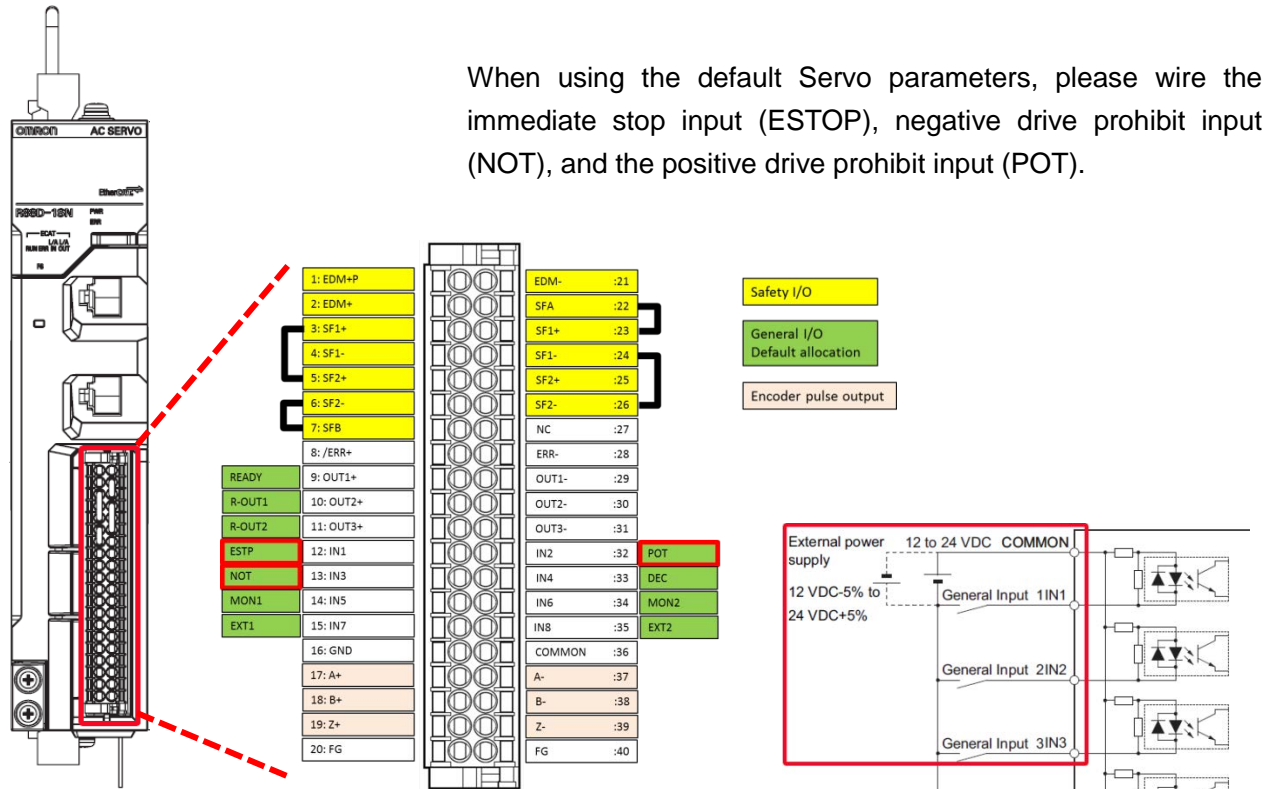 When using the default Servo parameters, please wire the
immediate stop input (ESTOP), negative drive prohibit input
(NOT), and the positive drive prohibit input (POT).
OMRON AC SERVO
EtherCAT
R88D-1SN PWR
ERR
ECAT
L/A L/A
RUN ERR IN OUT
FS
1: EDM+P
2: EDM+
3: SF1+
4: SF1-
5: SF2+
6: SF2-
7: SFB
8: /ERR+
READY 9: OUT1+
R-OUT1 10: OUT2+
R-OUT2 11: OUT3+
ESTP 12: IN1
NOT 13: IN3
MON1 14: IN5
EXT1 15: IN7
16: GND
17: A+
18: B+
19: Z+
20: FG
EDM- :21
SFA :22
SF1+ :23
SF1- :24
SF2+ :25
SF2- :26
NC :27
ERR- :28
OUT1- :29
OUT2- :30
OUT3- :31
IN2 :32 POT
IN4 :33 DEC
IN6 :34 MON2
IN8 :35 EXT2
COMMON :36
A- :37
B- :38
Z- :39
FG :40
Safety I/O
General I/O
Default allocation
Encoder pulse output
External power
supply
12 VDC-5% to
24 VDC+5%
12 to 24 VDC COMMON
General Input 1IN1
General Input 2IN2
General Input 3IN3